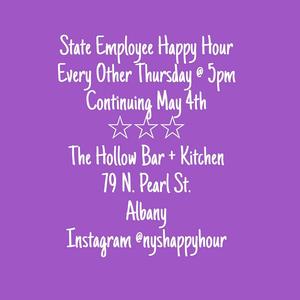 State Employee Happy Hour
Every Other Thursday @ 5pm
Continuing May 4th
☆☆☆
The Hollow Bar + Kitchen
79 N. Pearl St.
Albany
Instagram @nyshappyhour